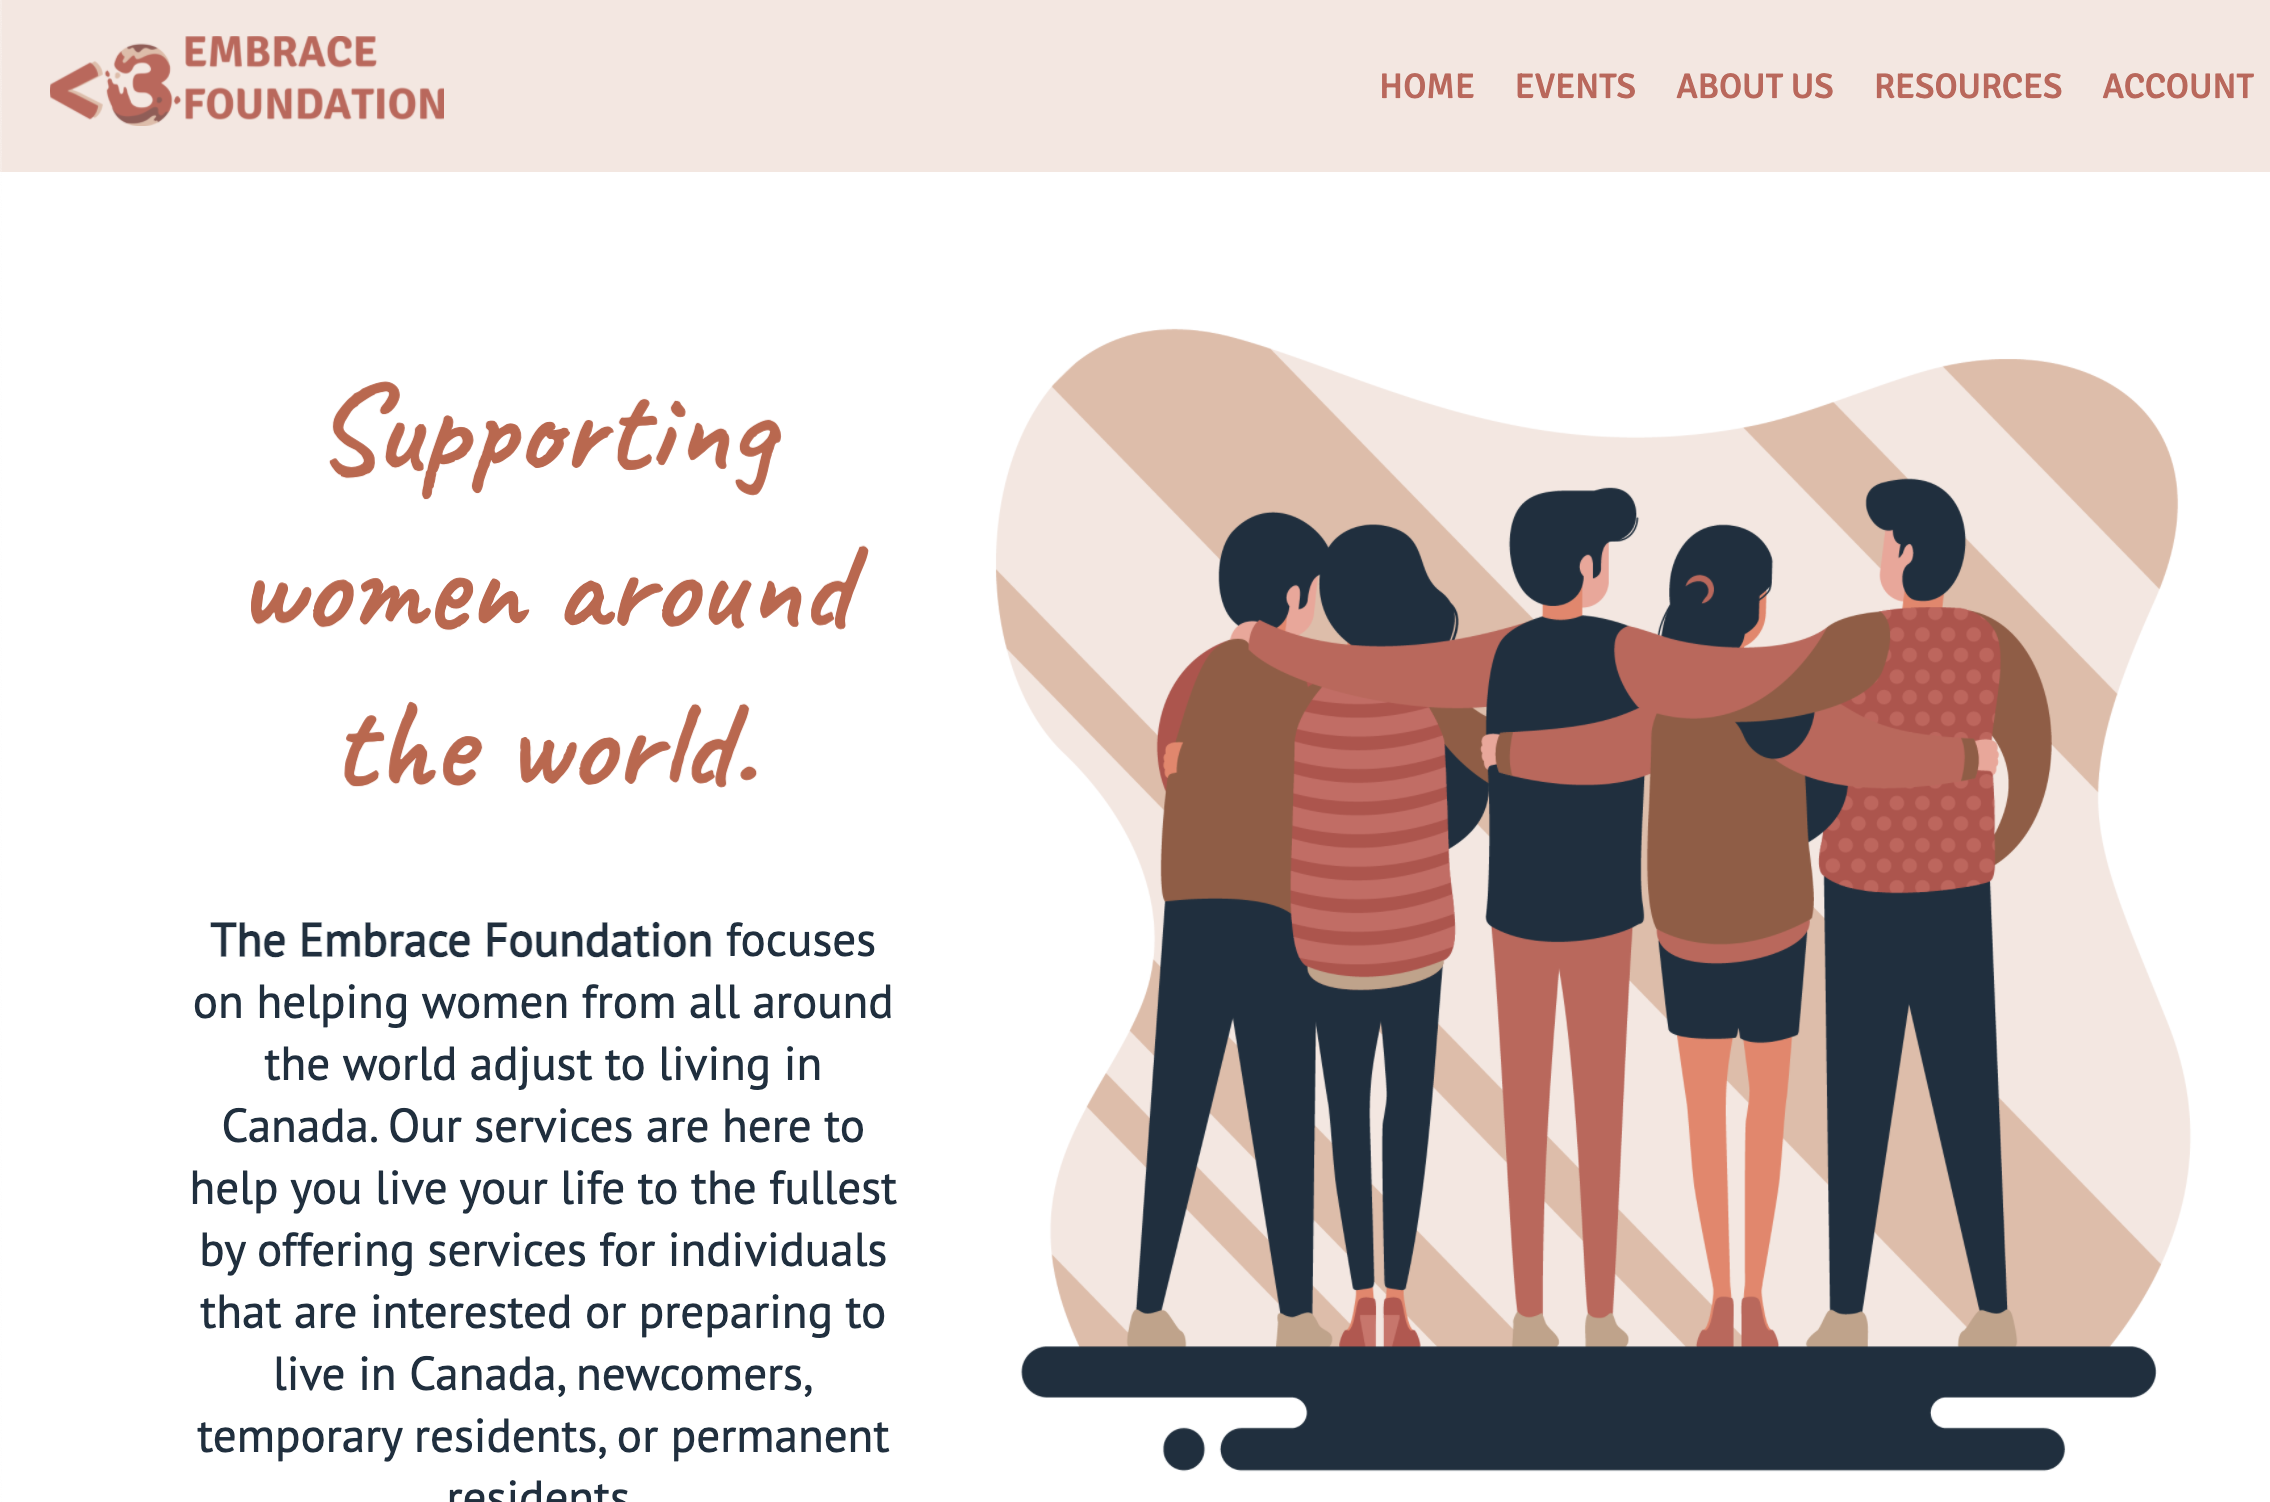 <3 EMBRACE
FOUNDATION
HOME EVENTS ABOUT US RESOURCES ACCOUNT
Supporting
women around
the world.
The Embrace Foundation focuses
on helping women from all around
the world adjust to living in
Canada. Our services are here to
help you live your life to the fullest
by offering services for individuals
that are interested or preparing to
live in Canada, newcomers,
temporary residents, or permanent
residents.